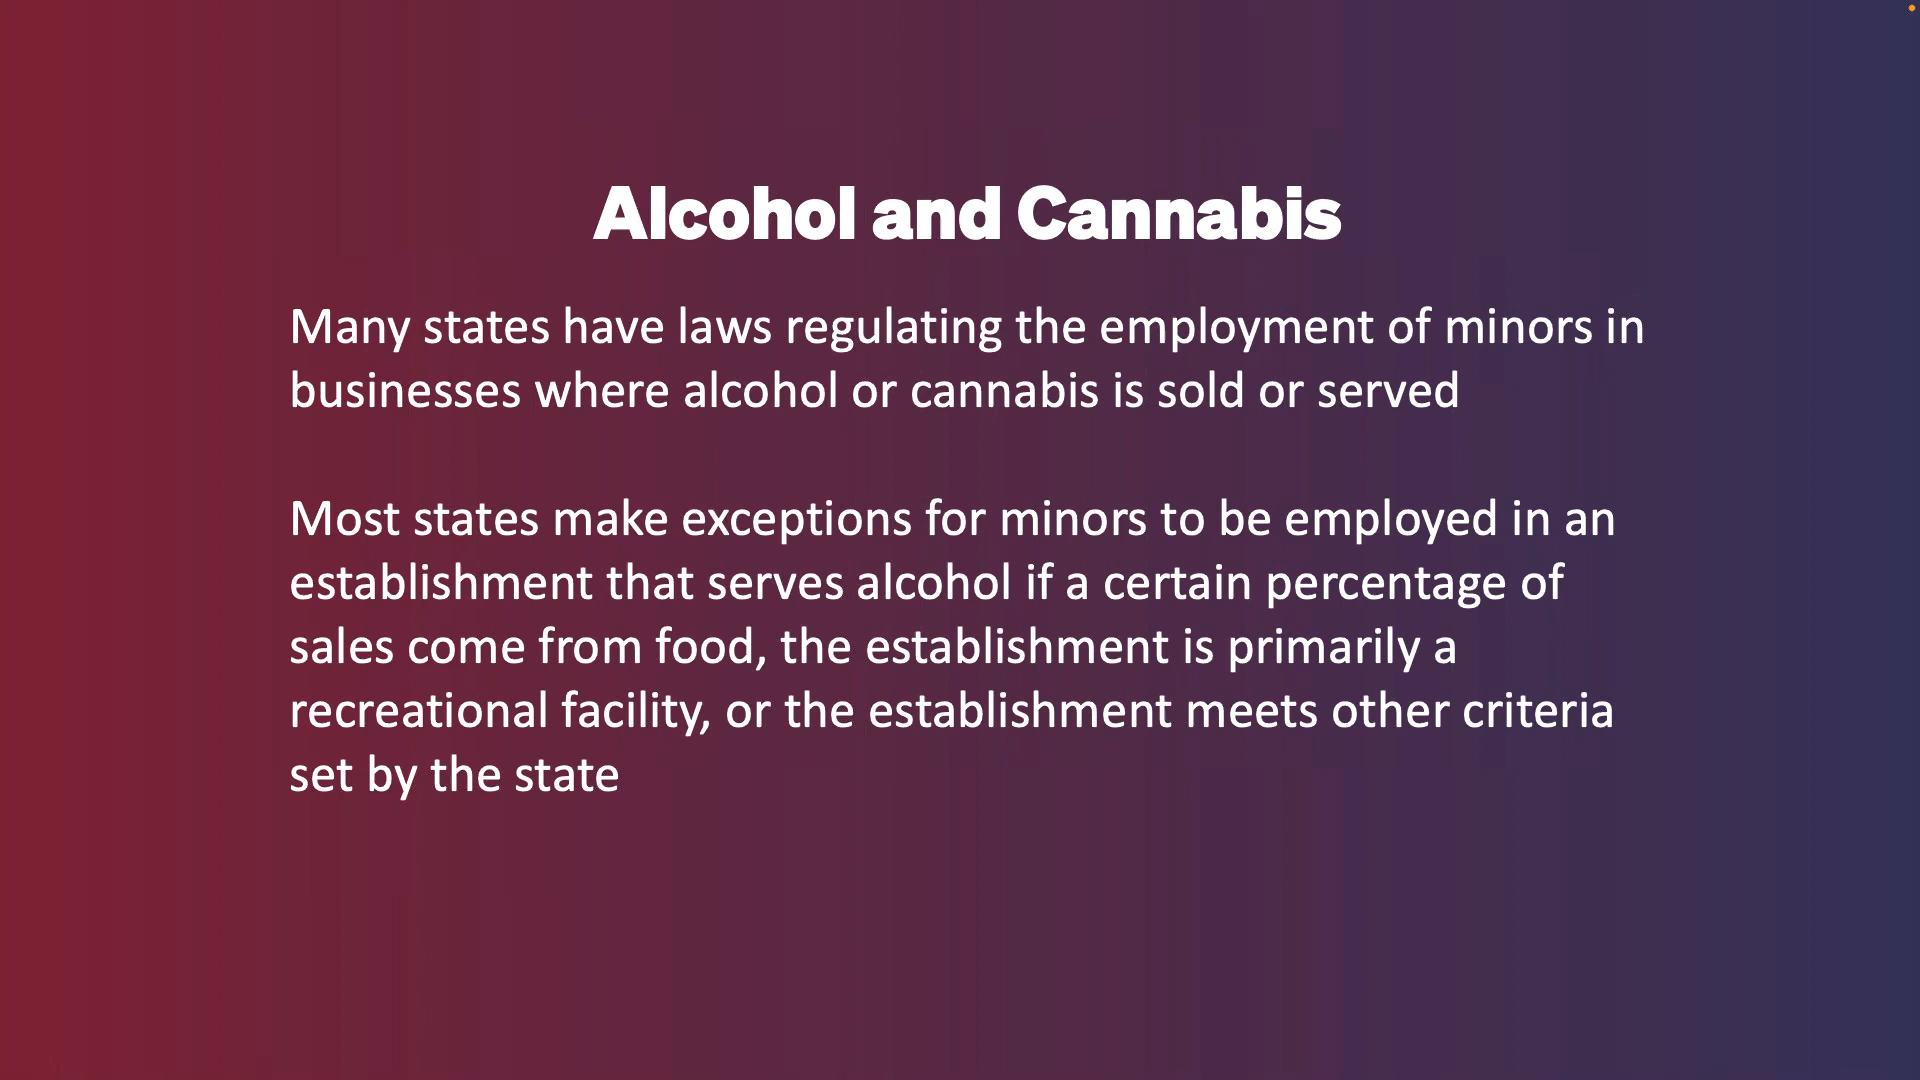 Alcohol and Cannabis
Many states have laws regulating the employment of minors in
businesses where alcohol or cannabis is sold or served
Most states make exceptions for minors to be employed in an
establishment that serves alcohol if a certain percentage of
sales come from food, the establishment is primarily a
recreational facility, or the establishment meets other criteria
set by the state